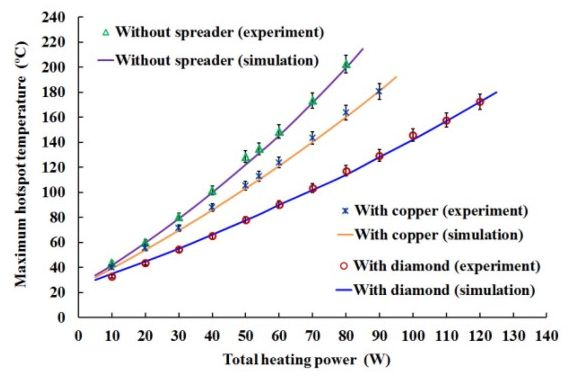 240
220
200
180
160
140
120
100
80
60
40
20
0
Maximum hotspot temperature (°C)
Without spreader (experiment)
Without spreader (simulation)
With copper (experiment)
With copper (simulation)
With diamond (experiment)
With diamond (simulation)
0 10 20 30 40 50 60 70 80 90 100 110 120 130 140
Total heating power (W)